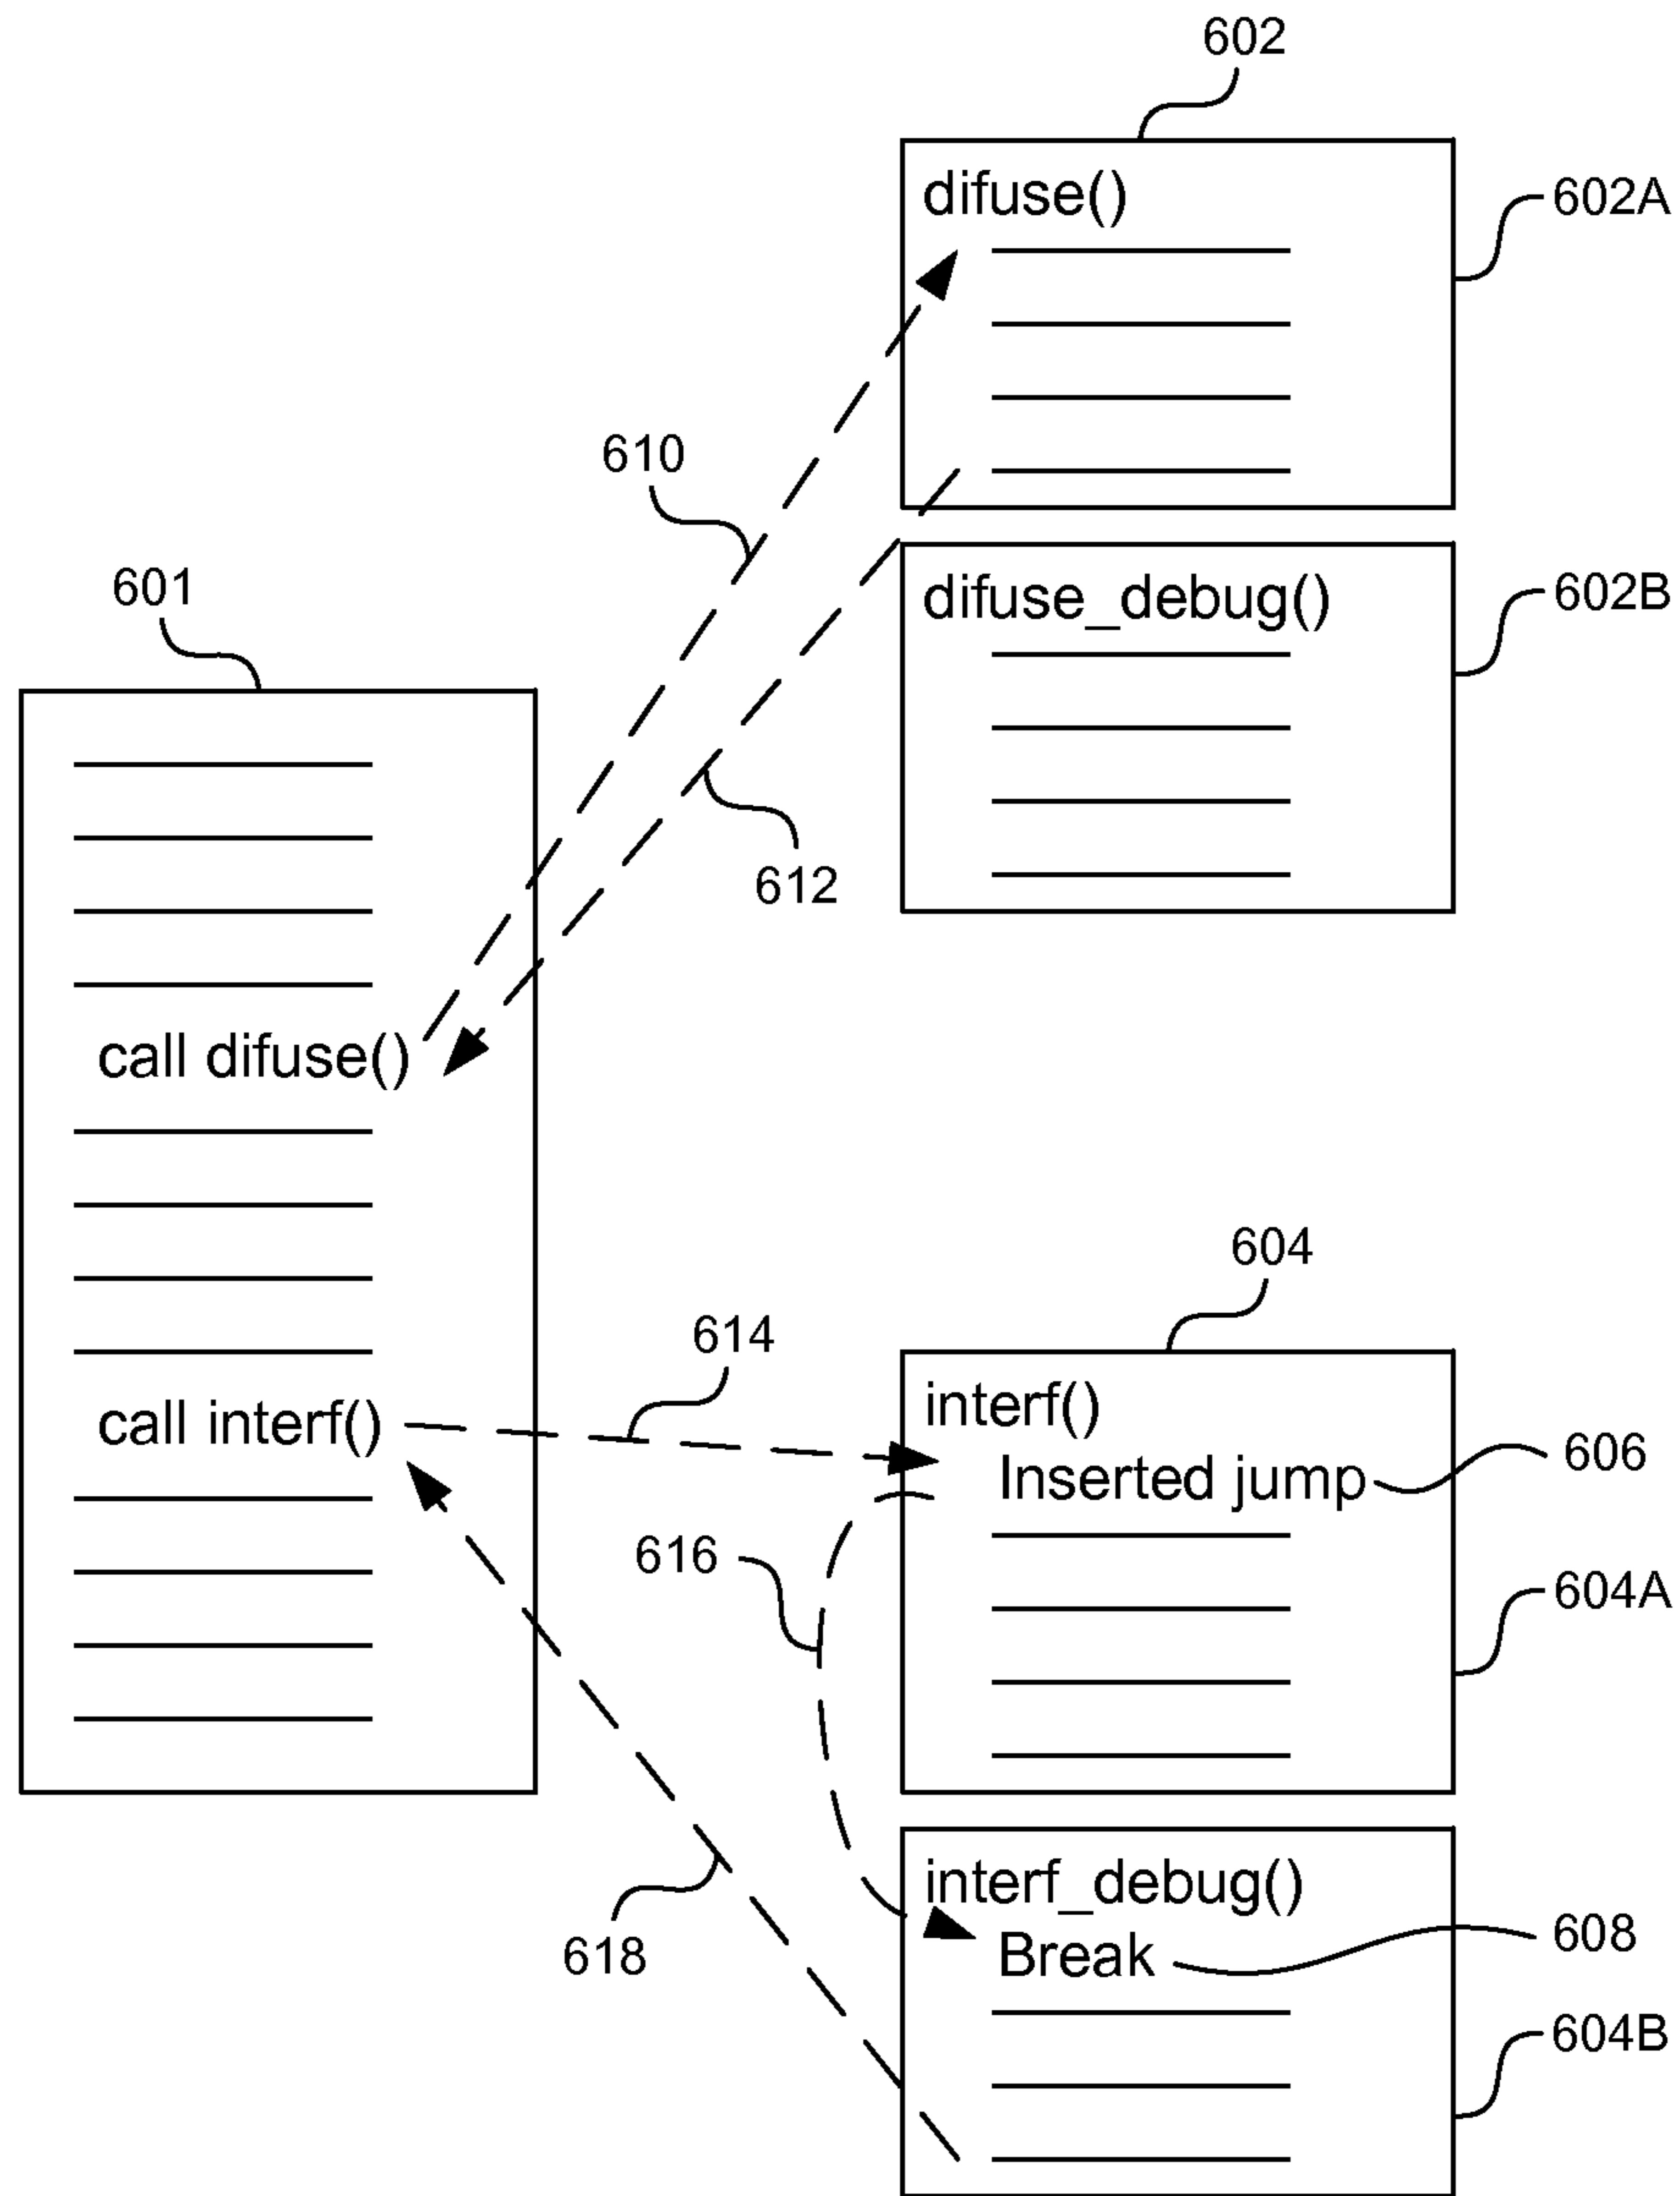 602
difuse()
602A
610
601
difuse_debug()
602B
612
call difuse()
604
614
call interf()
interf()
606
Inserted jump
616
604A
interf_debug()
608
618
Break
604B